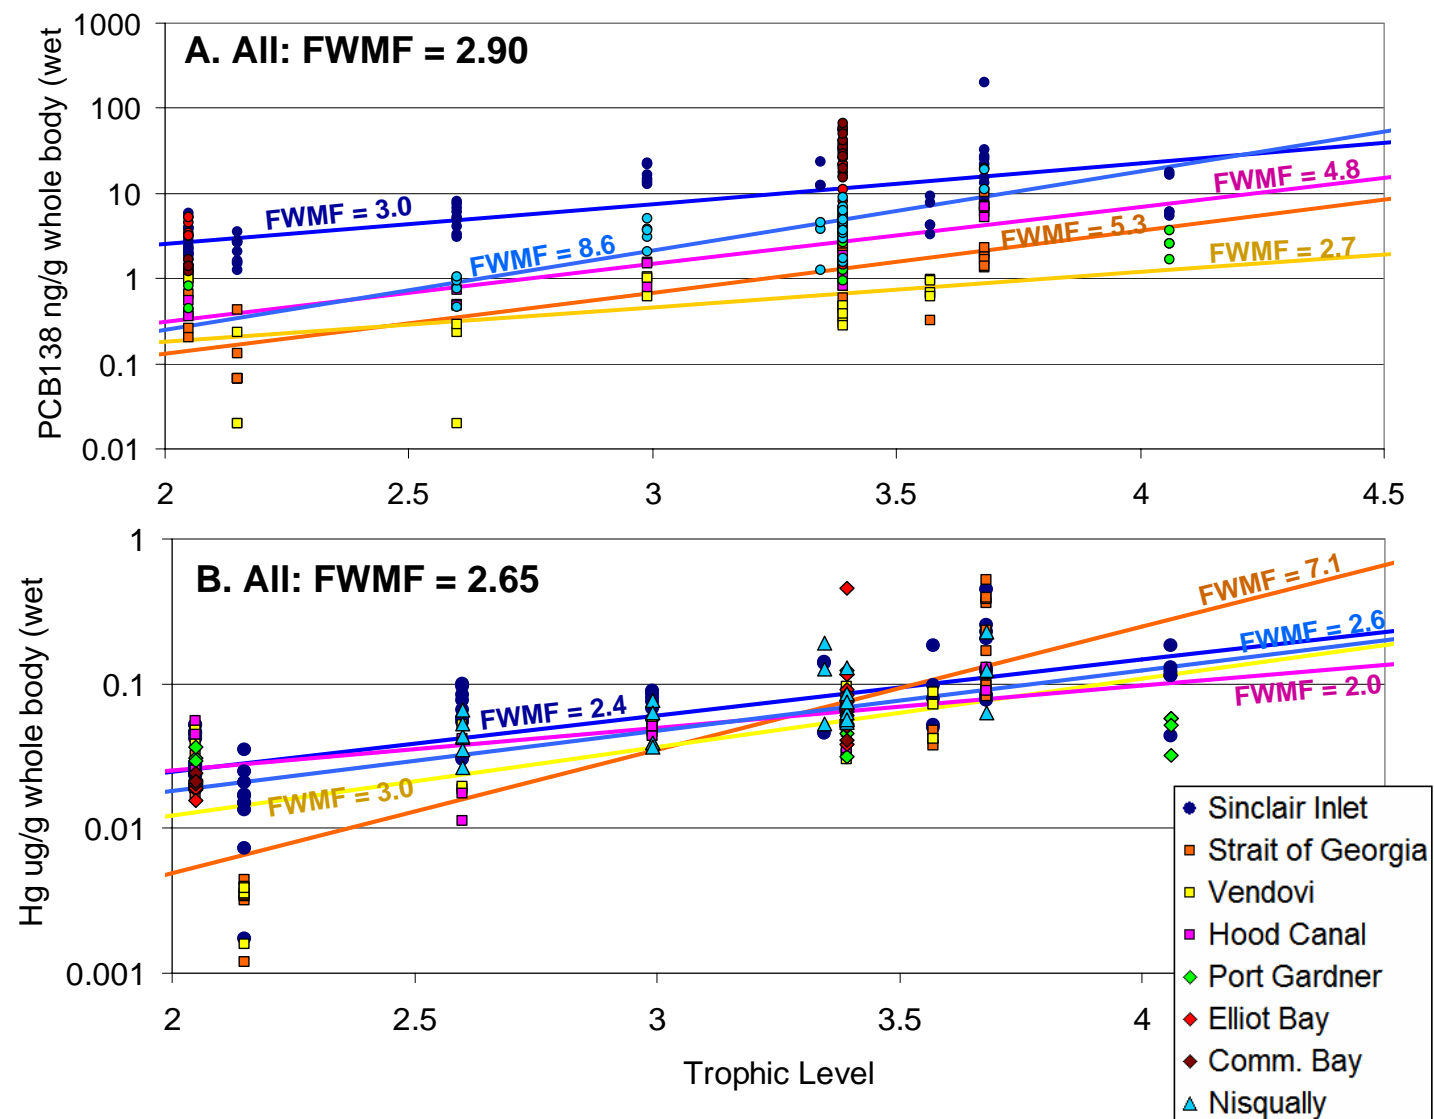 A. All: FWMF = 2.90
PCB138 ng/g whole body (wet
1000
100
10
1
0.1
0.01
FWMF = 3.0
FWMF = 8.6
FWMF = 4.8
FWMF = 5.3
FWMF = 2.7
2
2.5
3
3.5
4
4.5
B. All: FWMF = 2.65
Hg ug/g whole body (wet
1
0.1
0.01
0.001
FWMF = 7.1
FWMF = 2.6
FWMF = 2.4
FWMF = 2.0
FWMF = 3.0
2
2.5
3
3.5
4
Trophic Level
Sinclair Inlet
Strait of Georgia
Vendovi
Hood Canal
Port Gardner
Elliot Bay
Comm. Bay
Nisqually